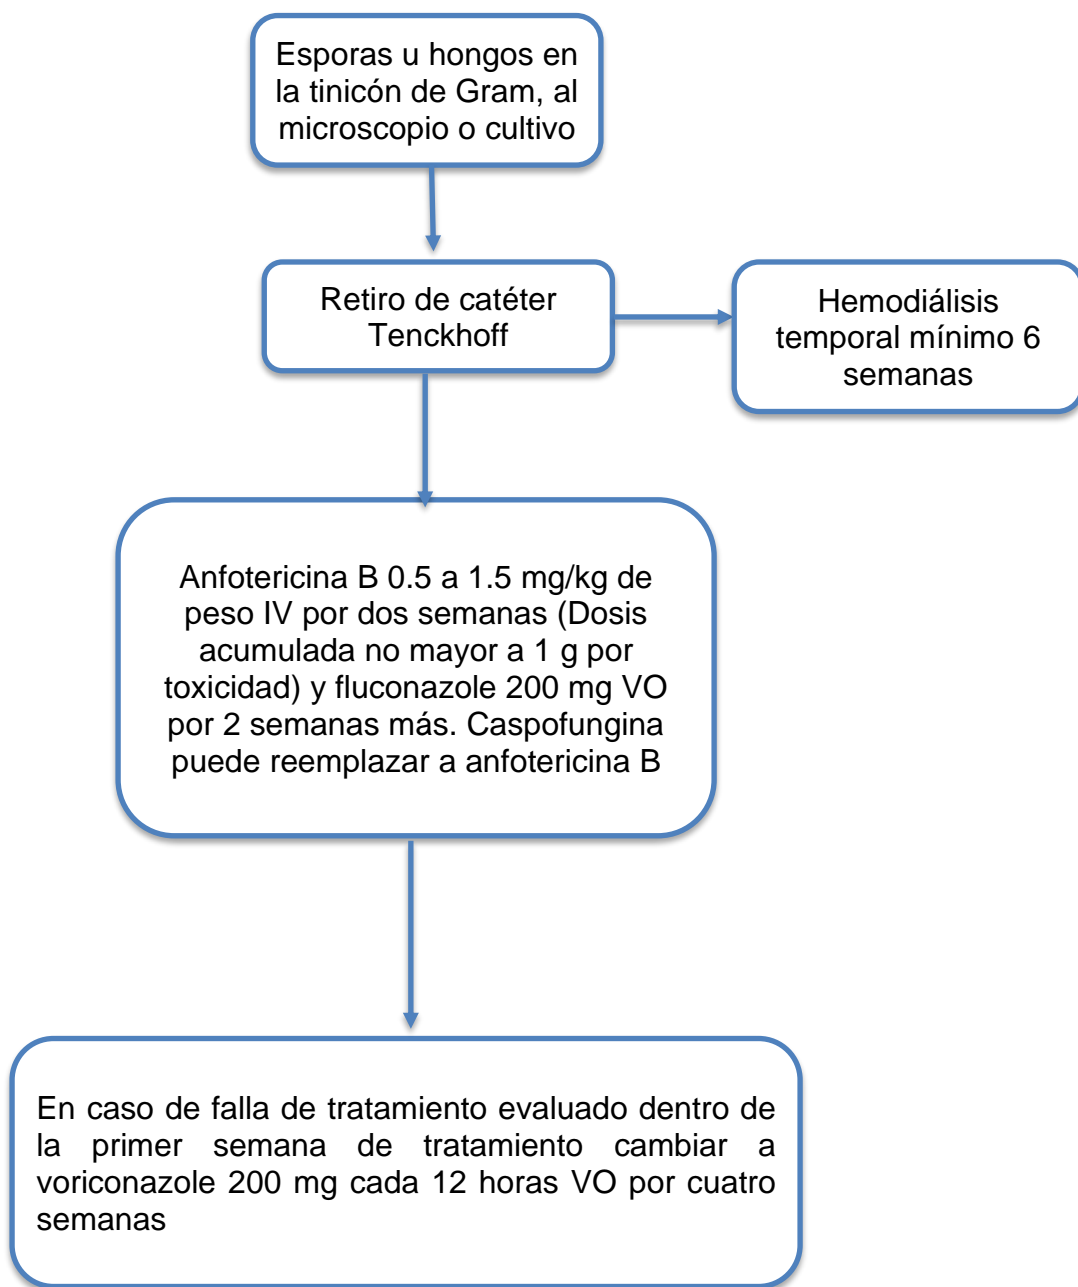 Esporas u hongos en
la tinicón de Gram, al
microscopio o cultivo
Retiro de catéter
Tenckhoff
Hemodiálisis
temporal mínimo 6
semanas
Anfotericina B 0.5 a 1.5 mg/kg de
peso IV por dos semanas (Dosis
acumulada no mayor a 1 g por
toxicidad) y fluconazole 200 mg VO
por 2 semanas más. Caspofungina
puede reemplazar a anfotericina B
En caso de falla de tratamiento evaluado dentro de
la primer semana de tratamiento cambiar a
voriconazole 200 mg cada 12 horas VO por cuatro
semanas